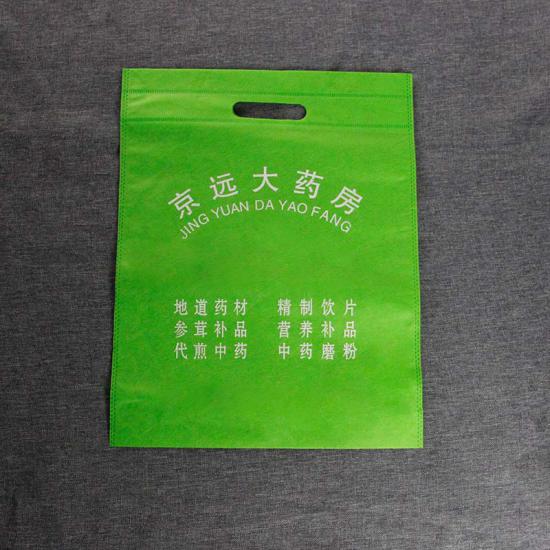 京远大药房
JING YUAN DA YAO FANG
地道药材 精制饮片
参茸补品 营养补品
代煎中药 中药磨粉